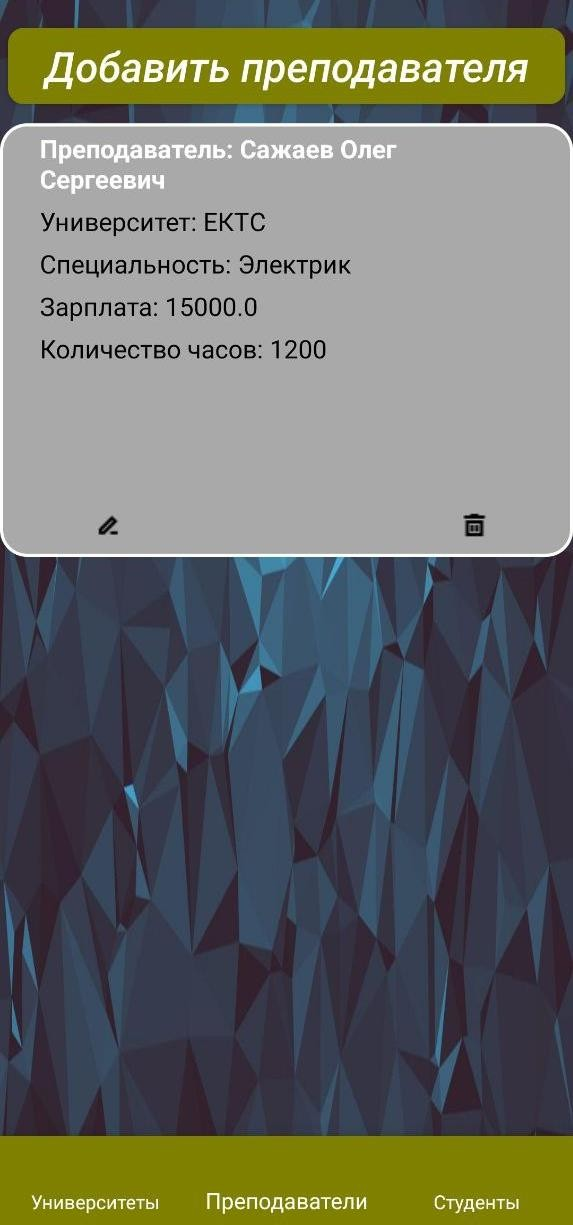 Добавить преподавателя
Преподаватель: Сажаев Олег
Сергеевич
Университет: ЕКТС
Специальность: Электрик
Зарплата: 15000.0
Количество часов: 1200
Университеты Преподаватели Студенты